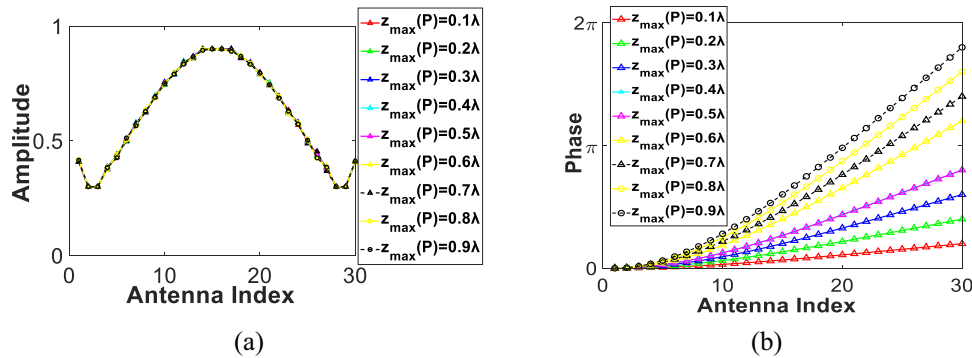 1
0.5
0
0
10
20
30
Amplitude
Antenna Index
z_max(P)=0.1λ
z_max(P)=0.2λ
z_max(P)=0.3λ
z_max(P)=0.4λ
z_max(P)=0.5λ
z_max(P)=0.6λ
z_max(P)=0.7λ
z_max(P)=0.8λ
z_max(P)=0.9λ
(a)
2π
π
0
0
10
20
30
Phase
Antenna Index
z_max(P)=0.1λ
z_max(P)=0.2λ
z_max(P)=0.3λ
z_max(P)=0.4λ
z_max(P)=0.5λ
z_max(P)=0.6λ
z_max(P)=0.7λ
z_max(P)=0.8λ
z_max(P)=0.9λ
(b)